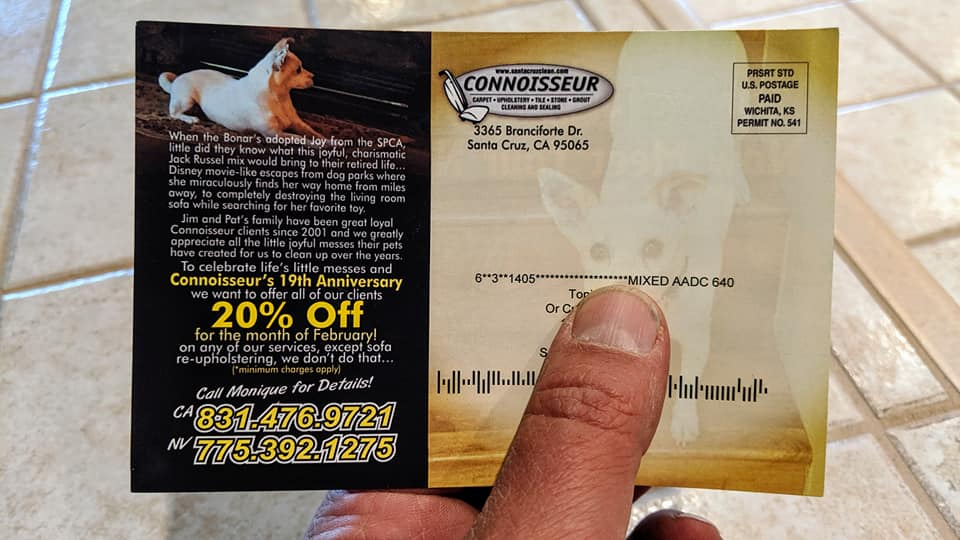 When the Bonar's adopted Joy from the SPCA,
little did they know what this joyful, charismatic
Jack Russel mix would bring to their retired life...
Disney movie-like escapes from dog parks where
she miraculously finds her way home from miles
away, to completely destroying the living room
sofa while searching for her favorite toy.
Jim and Pat's family have been great loyal
Connoisseur clients since 2001 and we greatly
appreciate all the little joyful messes their pets
have created for us to clean up over the years.
To celebrate life's little messes and
Connoisseur's 19th Anniversary
we want to offer all of our clients
20% Off
for the month of February!
on any of our services, except sofa
re-upholstering, we don't do that...
(*minimum charges apply)
Call Monique for Details!
CA 831.476.9721
NV 775.392.1275
www.santacruzclean.com
CONNOISSEUR
CARPET • UPHOLSTERY • TILE • STONE • GROUT
CLEANING AND SEALING
3365 Branciforte Dr.
Santa Cruz, CA 95065
PRSRT STD
U.S. POSTAGE
PAID
WICHITA, KS
PERMIT NO. 541
6**3**1405********************MIXED AADC 640
Or